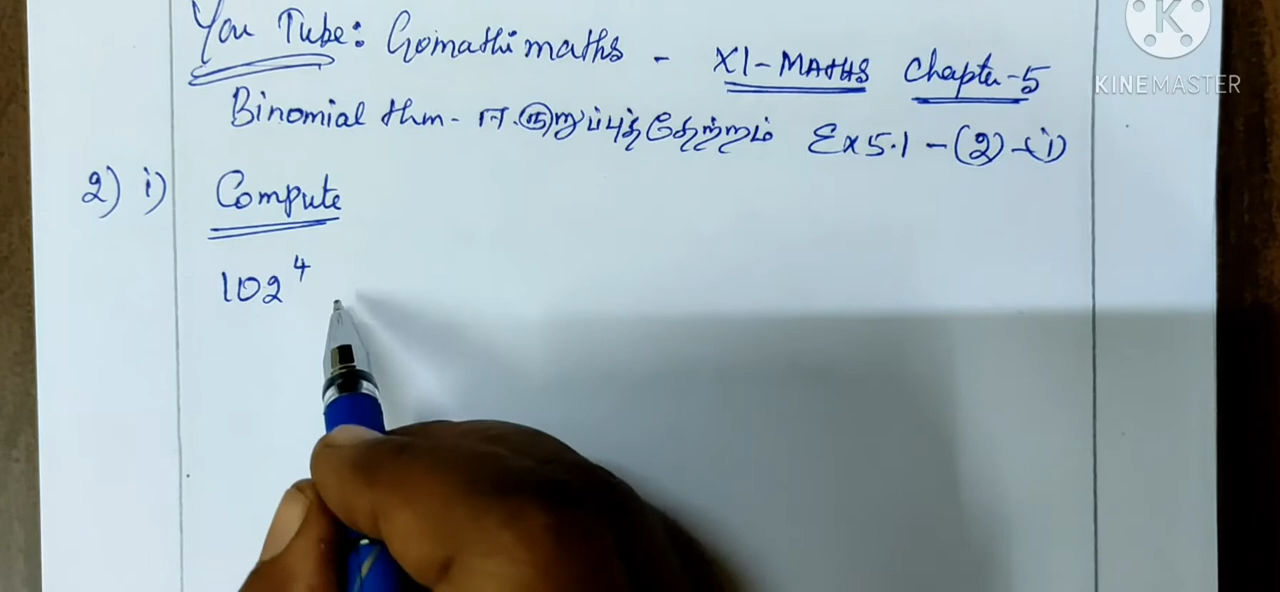 You Tube: Gomathi maths - XI-MATHS Chapter-5
K
KINEMASTER
Binomial thm - ஈ.ருறுப்புத் தேற்றம் Ex 5.1 - (2) - (i)
2) i) Compute
102⁴